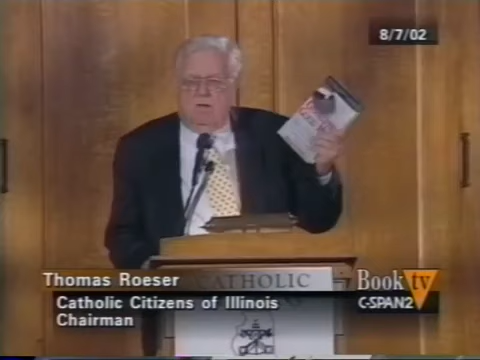 8/7/02
Thomas Roeser
CATHOLIC
Book tv
Catholic Citizens of Illinois
C-SPAN2
Chairman